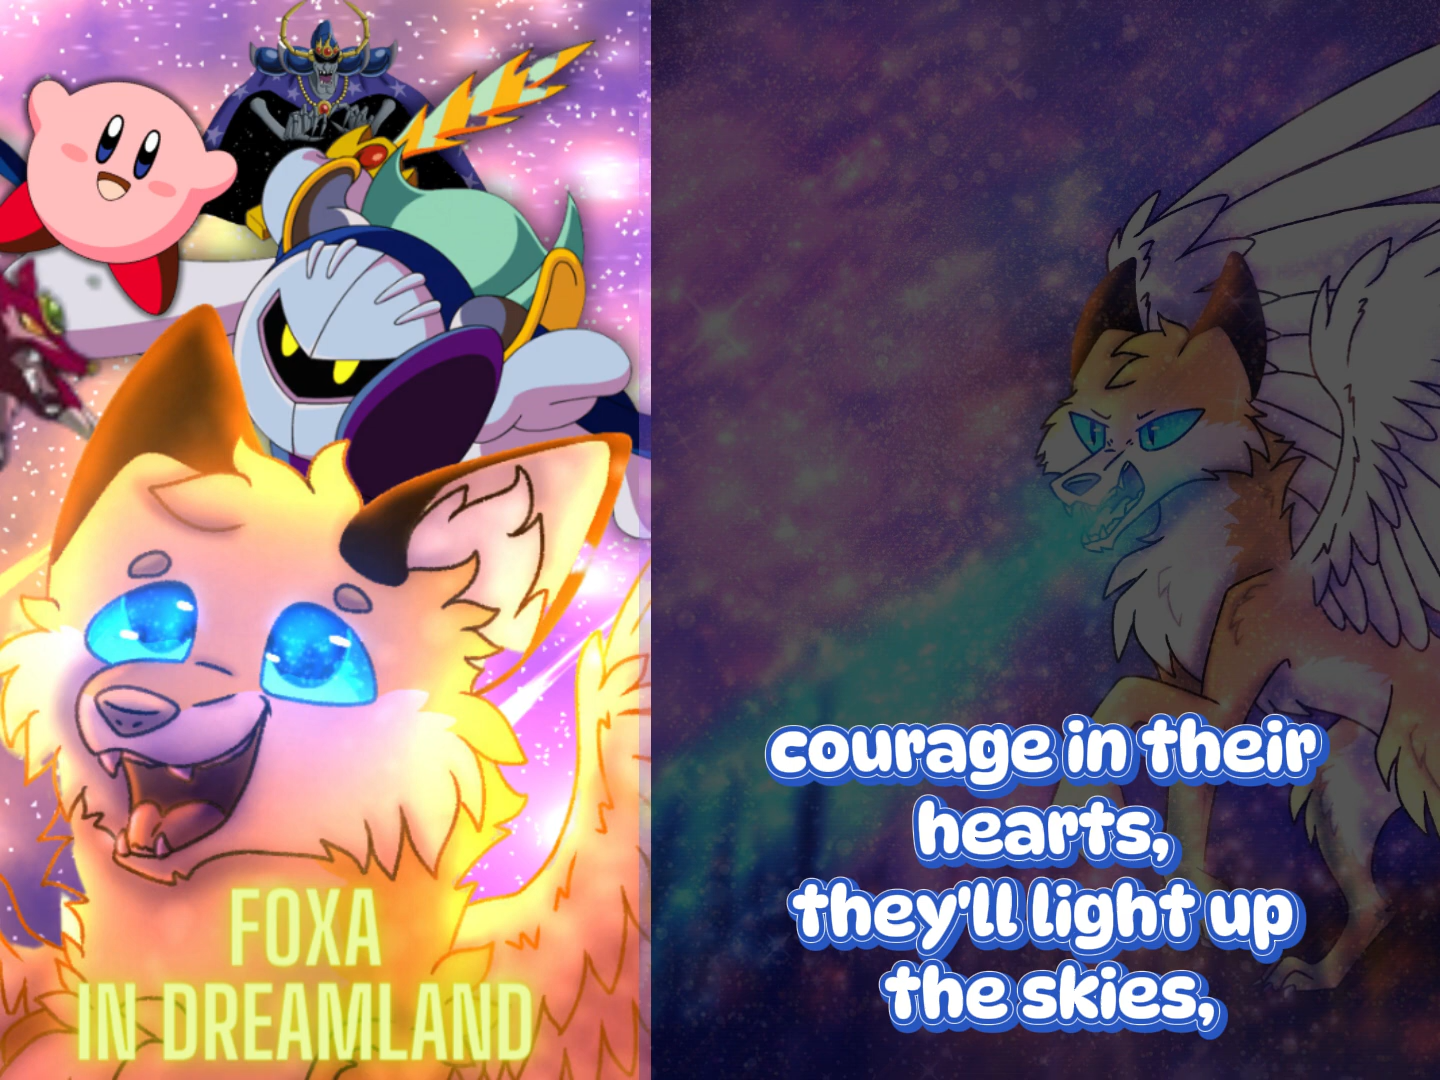 FOXA
IN DREAMLAND
courage in their
hearts,
they'll light up
the skies,